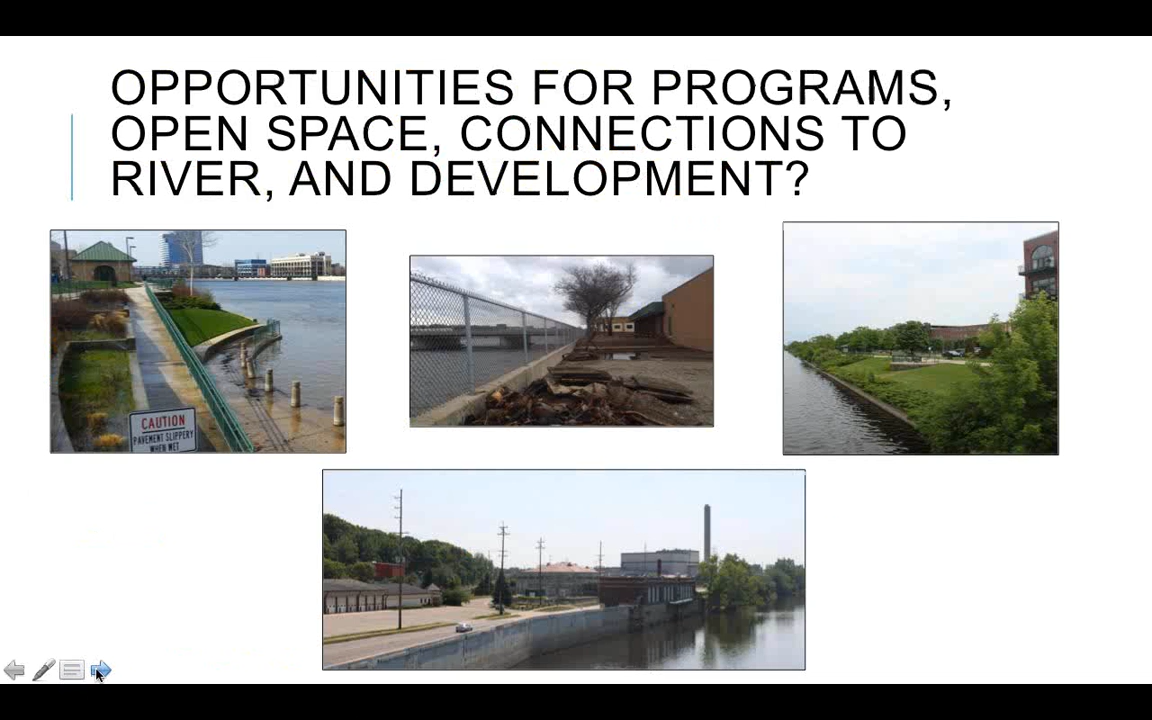 OPPORTUNITIES FOR PROGRAMS,
OPEN SPACE, CONNECTIONS TO
RIVER, AND DEVELOPMENT?
CAUTION
PAVEMENT SLIPPERY
WHEN WET